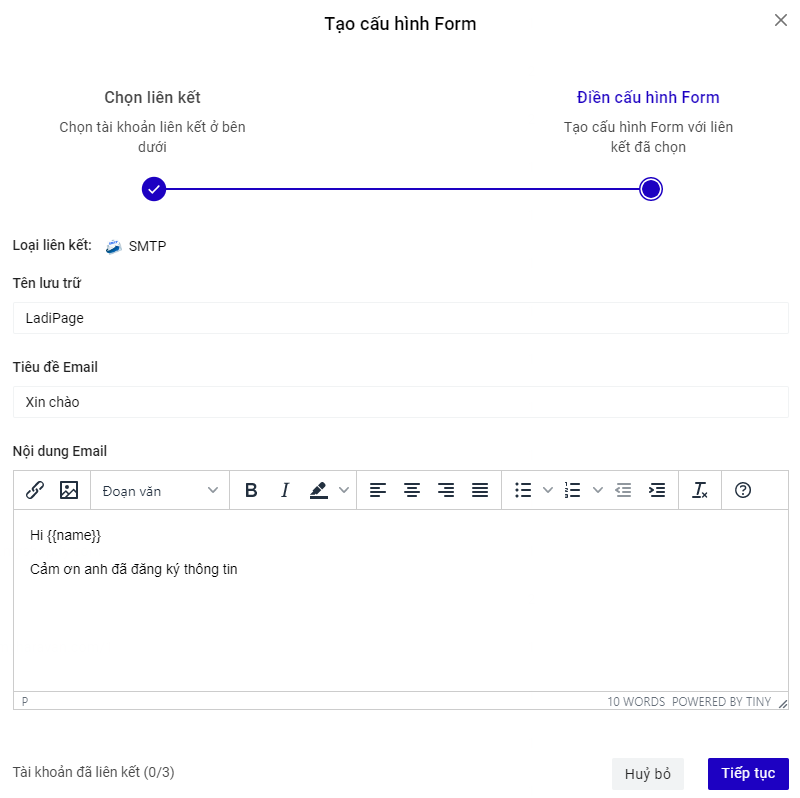 Tạo cấu hình Form
Chọn liên kết
Chọn tài khoản liên kết ở bên
dưới
Điền cấu hình Form
Tạo cấu hình Form với liên
kết đã chọn
Loại liên kết: SMTP
Tên lưu trữ
LadiPage
Tiêu đề Email
Xin chào
Nội dung Email
Đoạn văn
Hi {{name}}
Cảm ơn anh đã đăng ký thông tin
P 10 WORDS POWERED BY TINY
Tài khoản đã liên kết (0/3) Huỷ bỏ Tiếp tục